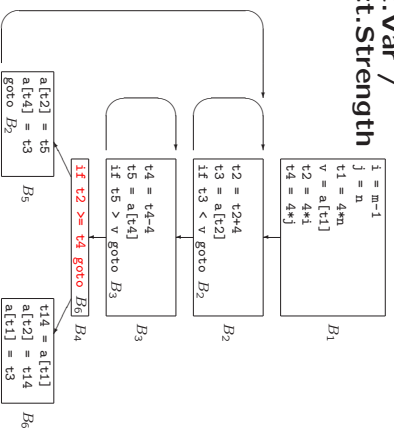 .Var /
ct.Strength
i = m-1
j = n
t1 = 4*n
v = a[t1]
t2 = 4*i
t4 = 4*j
B1
t2 = t2+4
t3 = a[t2]
if t3 < v goto B2
B2
t4 = t4-4
t5 = a[t4]
if t5 > v goto B3
B3
if t2 >= t4 goto B6
B4
a[t2] = t5
a[t4] = t3
goto B2
B5
t14 = a[t1]
a[t2] = t14
a[t1] = t3
B6